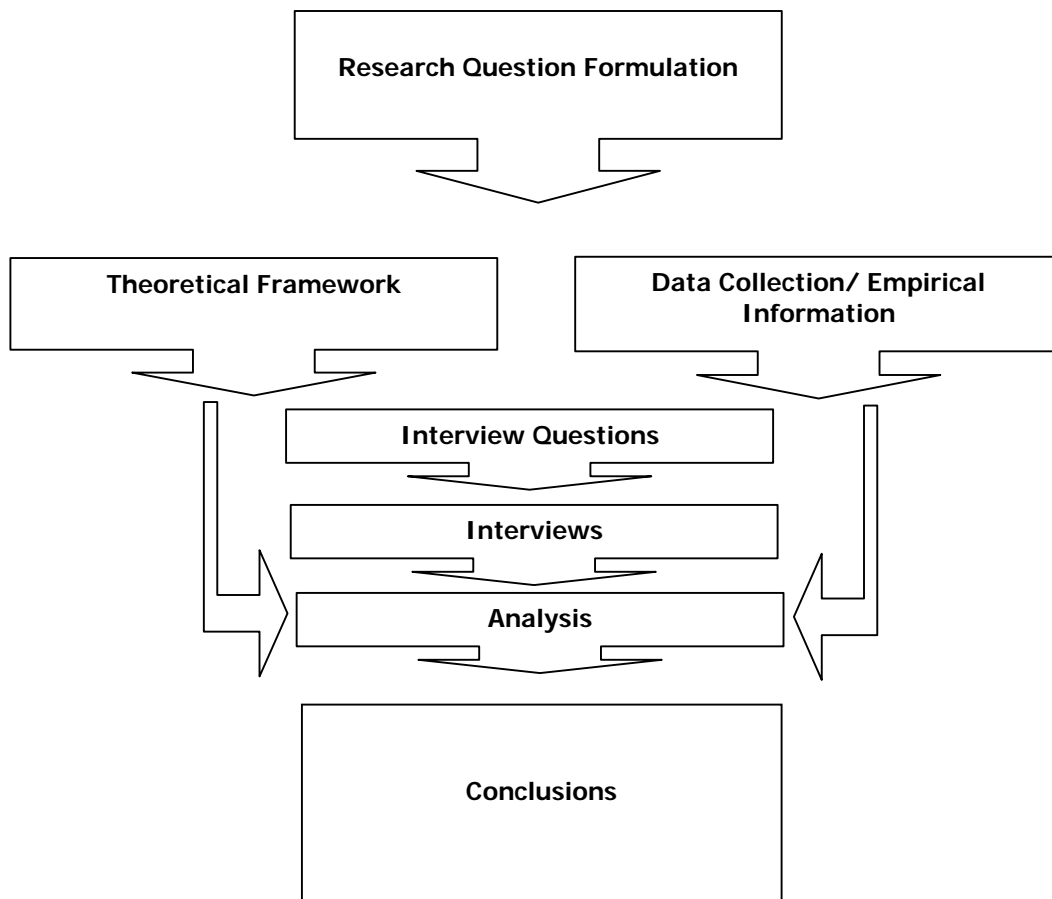 Research Question Formulation
Theoretical Framework
Data Collection/ Empirical
Information
Interview Questions
Interviews
Analysis
Conclusions